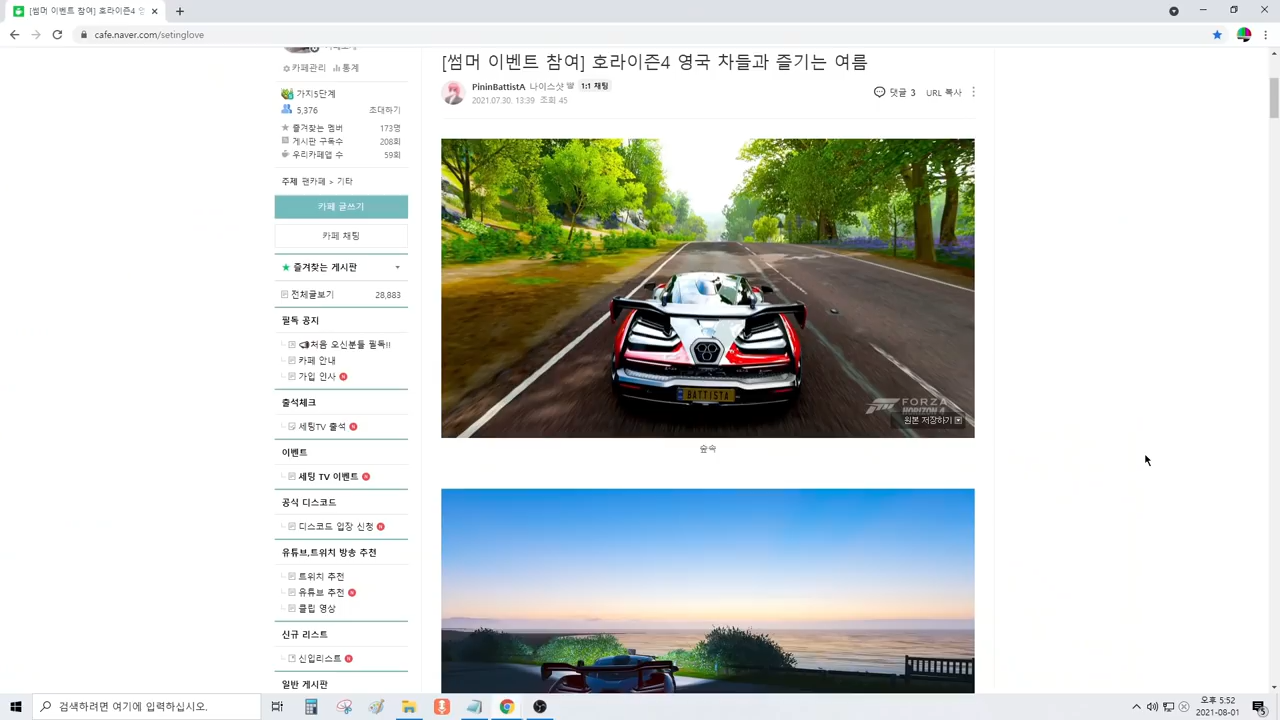 [썸머 이벤트 참여] 호라이즌4 영
cafe.naver.com/setinglove
카페관리 통계
가지5단계
5,376 초대하기
즐겨찾는 멤버 173명
게시판 구독수 208회
우리카페앱 수 59회
주제 팬카페 > 기타
카페 글쓰기
카페 채팅
즐겨찾는 게시판
전체글보기 28,883
필독 공지
처음 오신분들 필독!!
카페 안내
가입 인사
출석체크
세팅TV 출석
이벤트
세팅 TV 이벤트
공식 디스코드
디스코드 입장 신청
유튜브,트위치 방송 추천
트위치 추천
유튜브 추천
클립 영상
신규 리스트
신입리스트
일반 게시판
[썸머 이벤트 참여] 호라이즌4 영국 차들과 즐기는 여름
PininBattistA 나이스샷 1:1 채팅
2021.07.30. 13:39 조회 45
댓글 3 URL 복사
BATTISTA
FORZA
HORIZON 4
원본 저장하기
숲속
검색하려면 여기에 입력하십시오.
오후 5:52
2021-08-01
5